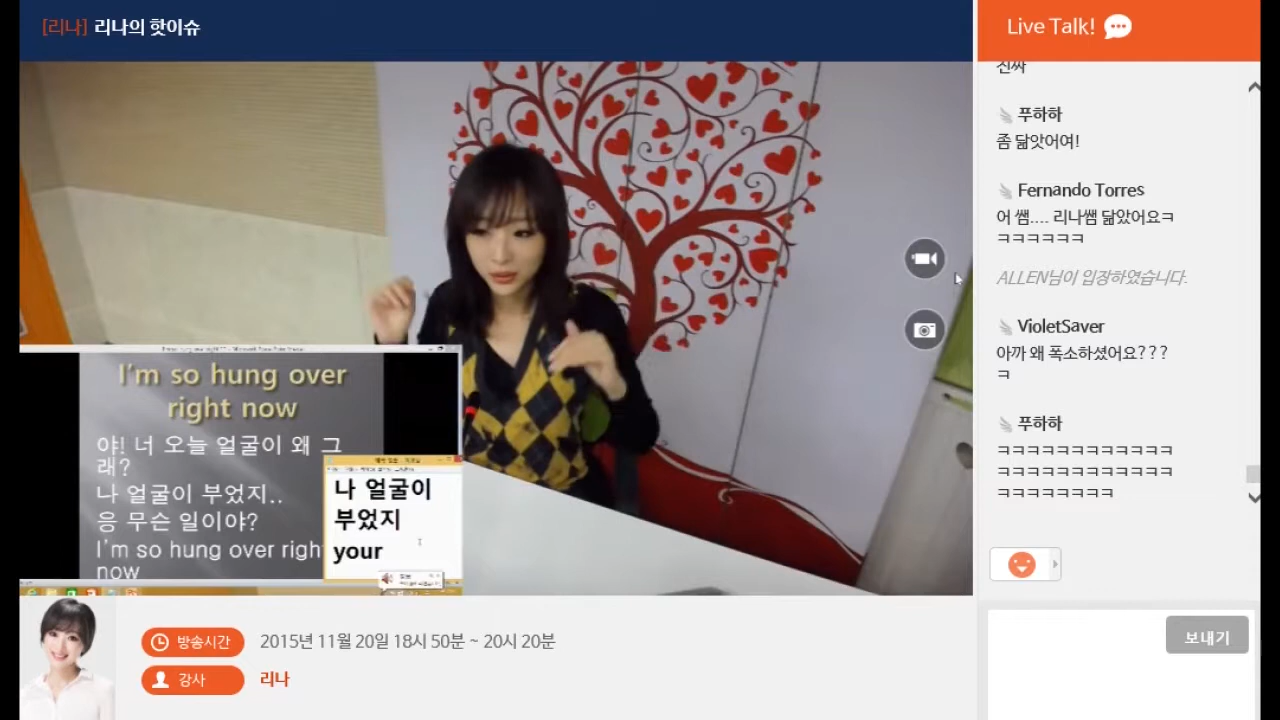 [리나] 리나의 핫이슈
Live Talk!
진짜
푸하하
좀 닮앗어여!
Fernando Torres
어 쌤.... 리나쌤 닮았어요ㅋ
ㅋㅋㅋㅋㅋㅋ
ALLEN님이 입장하였습니다.
VioletSaver
아까 왜 폭소하셨어요???
ㅋ
푸하하
ㅋㅋㅋㅋㅋㅋㅋㅋㅋㅋㅋㅋ
ㅋㅋㅋㅋㅋㅋㅋㅋㅋㅋㅋㅋ
ㅋㅋㅋㅋㅋㅋㅋㅋ
보내기
I'm so hung over
right now
야! 너 오늘 얼굴이 왜 그
래?
나 얼굴이 부었지..
응 무슨 일이야?
I'm so hung over righ
now
나 얼굴이
부었지
your
방송시간 2015년 11월 20일 18시 50분 ~ 20시 20분
강사 리나